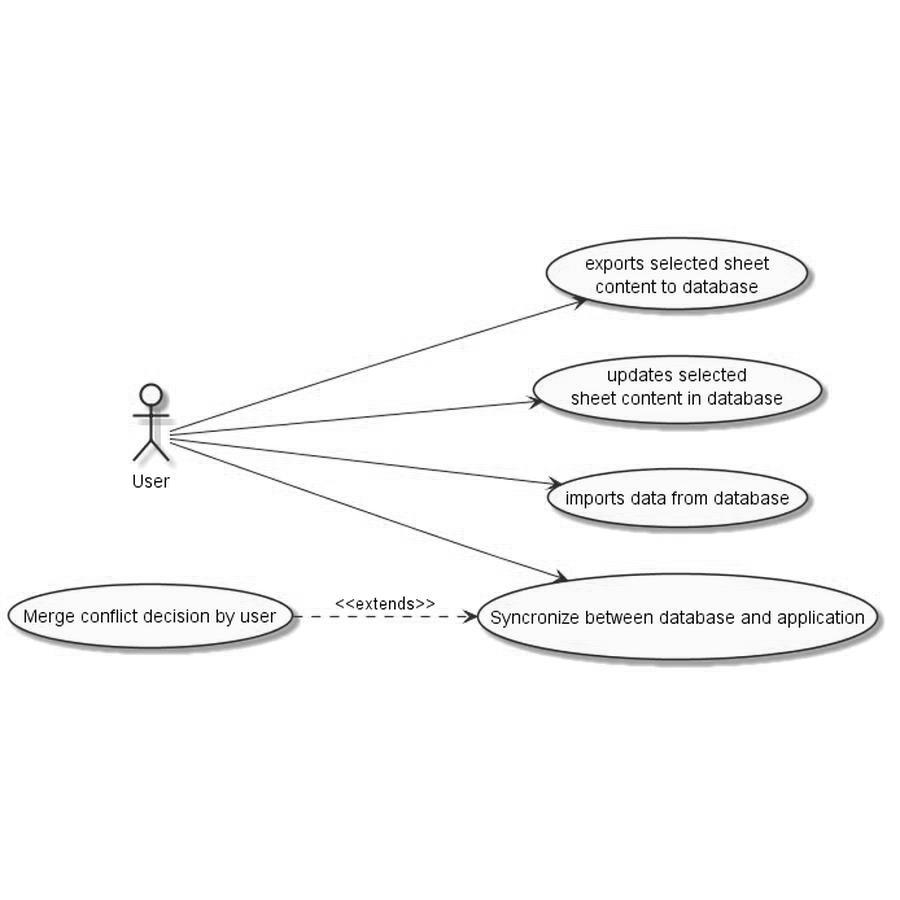 exports selected sheet
content to database
updates selected
sheet content in database
User
imports data from database
<<extends>>
Merge conflict decision by user
Syncronize between database and application